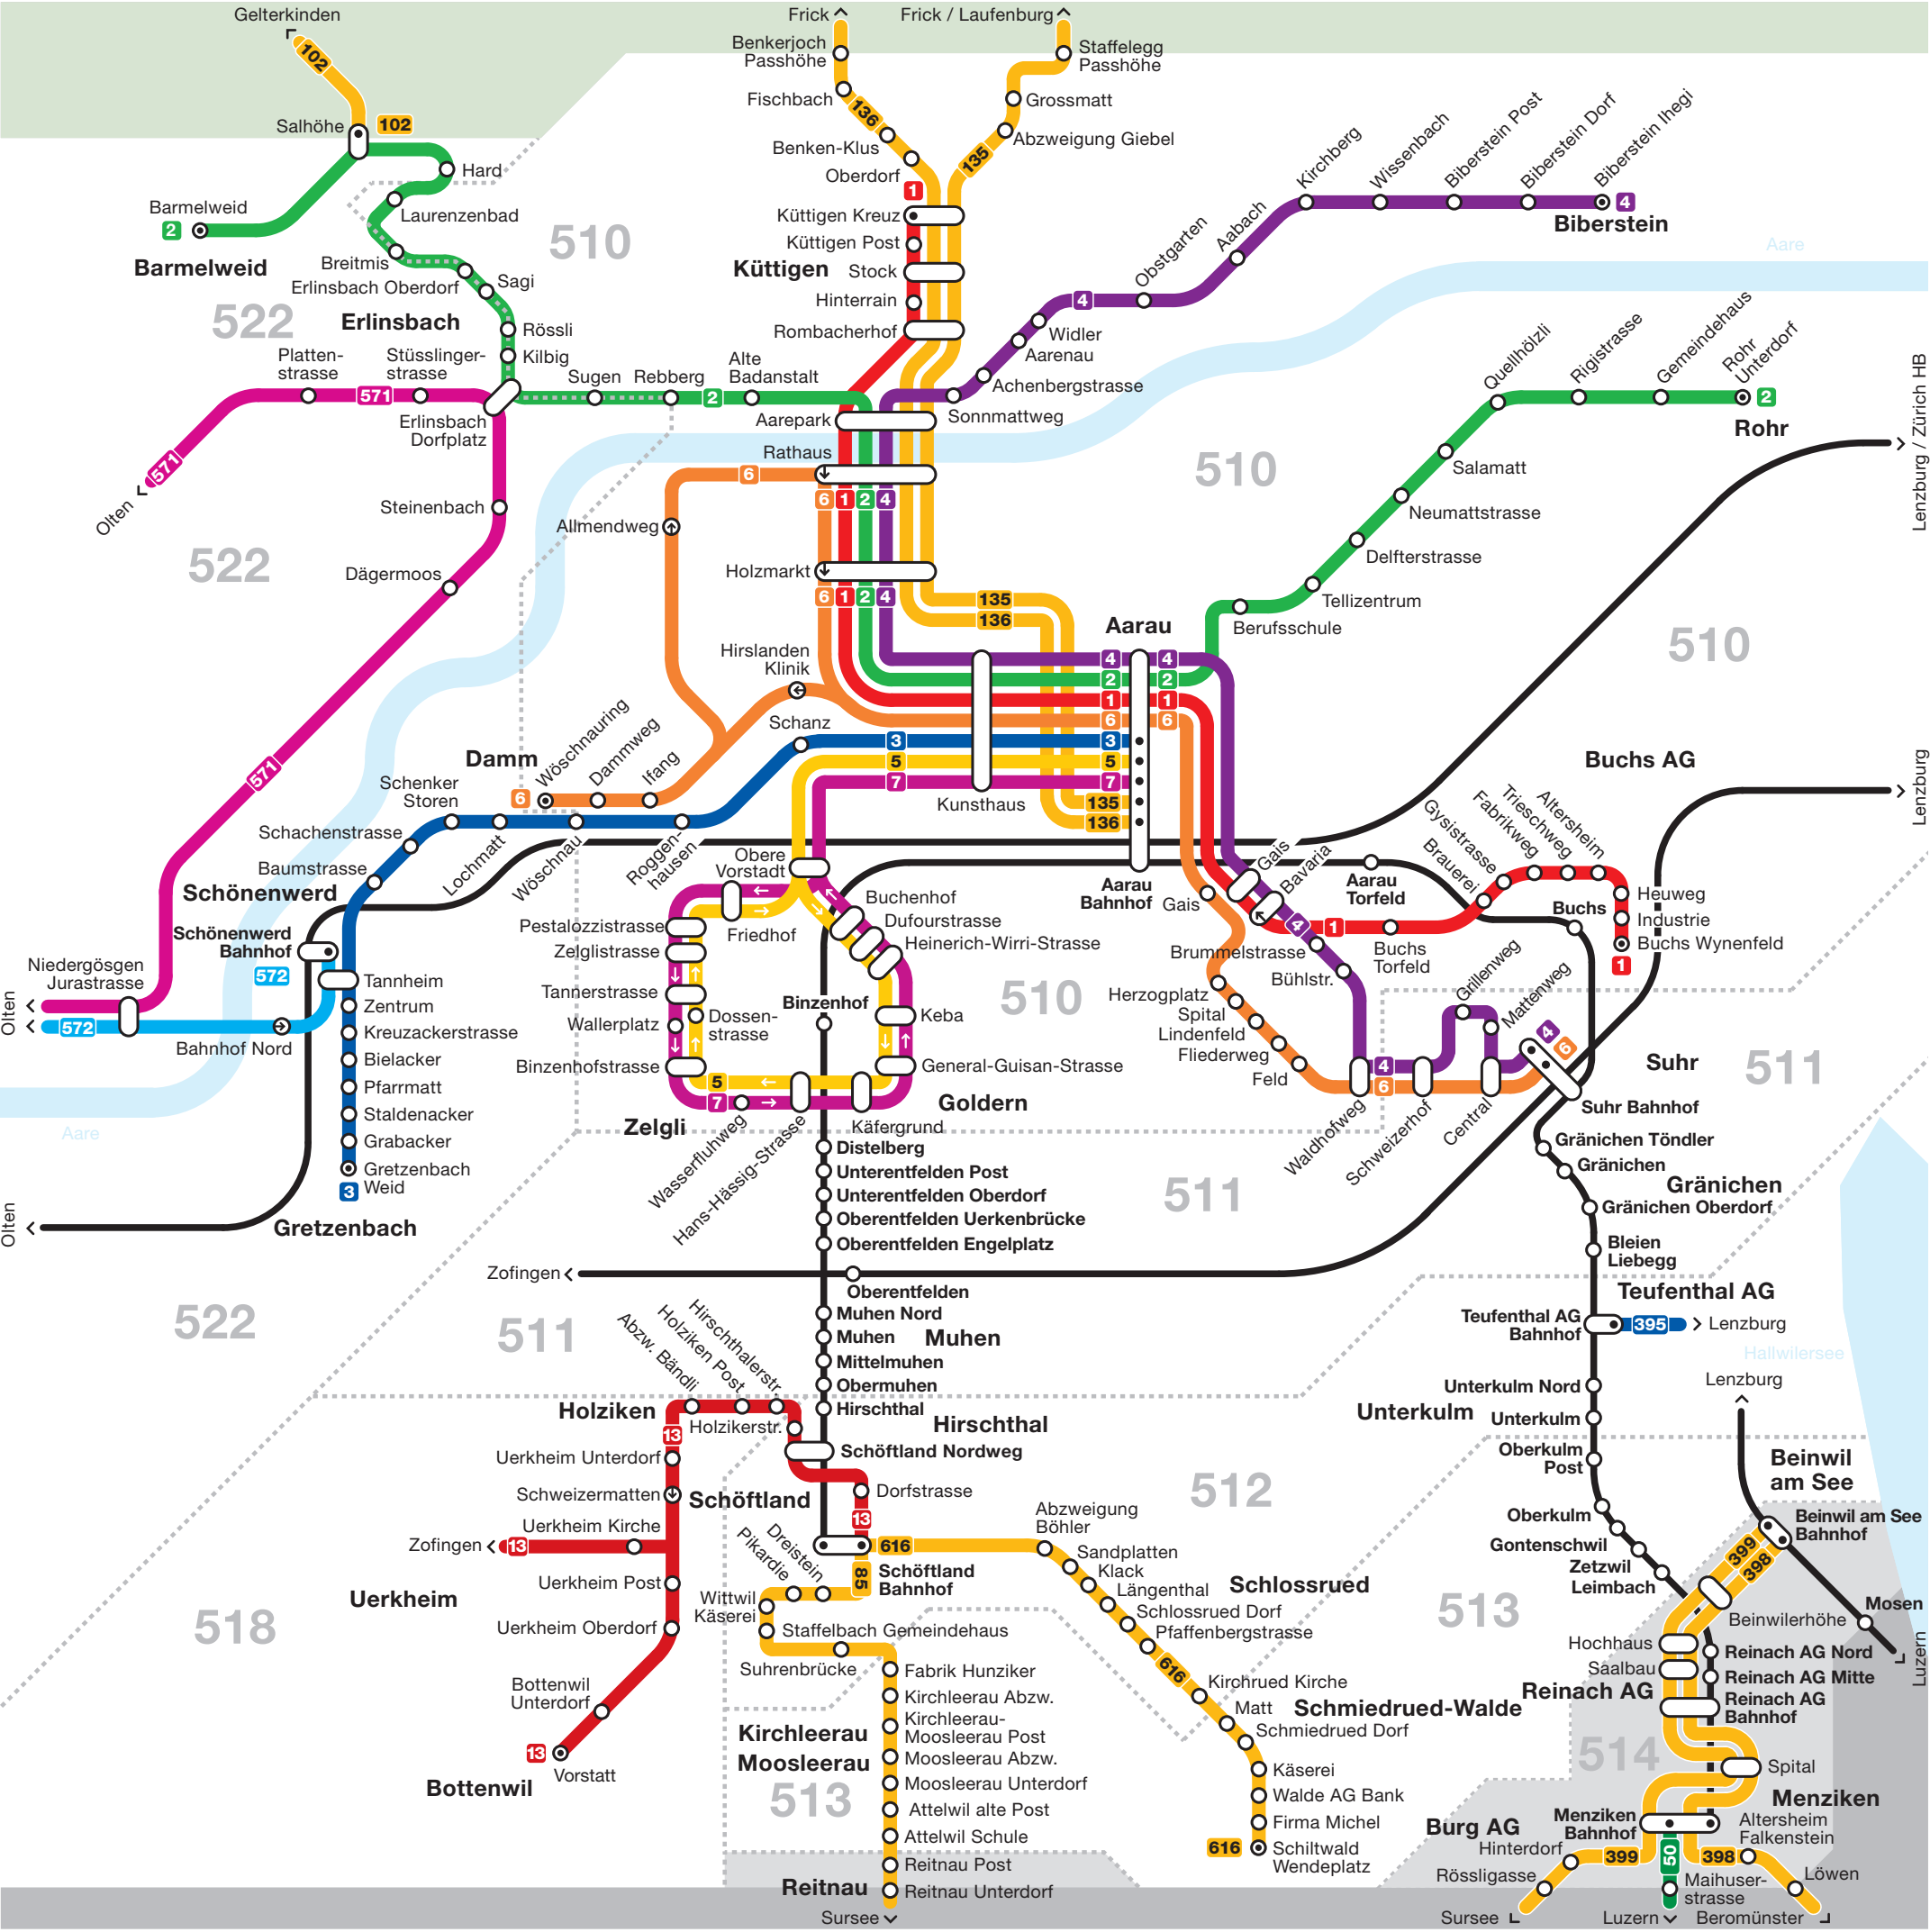 Gelterkinden
102
Salhöhe
102
Hard
Laurenzenbad
Barmelweid
2
Barmelweid
Breitmis
Erlinsbach Oberdorf
Sagi
Erlinsbach
Rössli
Kilbig
510
522
Platten-
strasse
571
Stüsslinger-
strasse
Erlinsbach
Dorfplatz
571
Olten
Sugen
Rebberg
2
Alte
Badanstalt
Steinenbach
522
Dägermoos
571
Frick
Benkerjoch
Passhöhe
Fischbach
136
Benken-Klus
Oberdorf
1
Küttigen Kreuz
Küttigen Post
Küttigen
Stock
Hinterrain
Rombacherhof
Frick / Laufenburg
Staffelegg
Passhöhe
Grossmatt
Abzweigung Giebel
135
Kirchberg
Wissenbach
Biberstein Post
Biberstein Dorf
Biberstein Ihegi
4
Biberstein
Aabach
Obstgarten
4
Widler
Aarenau
Achenbergstrasse
Sonnmattweg
Aare
Aarepark
Rathaus
6
6 1 2 4
Allmendweg
Holzmarkt
6 1 2 4
135
136
Hirslanden
Klinik
Schanz
510
Quellhölzli
Rigistrasse
Gemeindehaus
Rohr
Unterdorf
2
Rohr
Salamatt
Neumattstrasse
Delfterstrasse
Tellizentrum
Berufsschule
Lenzburg / Zürich HB
510
Aarau
4 4
2 2
1 1
6 6
3 3
5 5
7 7
135
136
Kunsthaus
Aarau
Bahnhof
Damm
6
Wöschnauring
Dammweg
Ifang
Schenker
Storen
Schachenstrasse
Baumstrasse
Lochmatt
Wöschnau
Roggen-
hausen
Schönenwerd
Schönenwerd
Bahnhof
572
Niedergösgen
Jurastrasse
Olten
572
Bahnhof Nord
Tannheim
Zentrum
Kreuzackerstrasse
Bielacker
Pfarrmatt
Staldenacker
Grabacker
Gretzenbach
Weid
3
Gretzenbach
Aare
Olten
Obere
Vorstadt
Friedhof
Pestalozzistrasse
Zelglistrasse
Tannerstrasse
Wallerplatz
Dossen-
strasse
Binzenhofstrasse
5
7
Zelgli
Wasserfluhweg
Hans-Hässig-Strasse
Käfergrund
Goldern
Buchenhof
Dufourstrasse
Heinerich-Wirri-Strasse
Keba
General-Guisan-Strasse
Binzenhof
510
Distelberg
Unterentfelden Post
Unterentfelden Oberdorf
Oberentfelden Uerkenbrücke
Oberentfelden Engelplatz
Zofingen
Oberentfelden
Muhen Nord
Muhen
Muhen
Mittelmuhen
Obermuhen
Hirschthal
Hirschthal
Schöftland Nordweg
Gais
Gais
Bavaria
4
1
Aarau
Torfeld
Buchs
Torfeld
Brummelstrasse
Bühlstr.
Buchs AG
Brauerei
Gysistrasse
Fabrikweg
Trieschweg
Altersheim
Heuweg
Industrie
Buchs Wynenfeld
1
Buchs
Lenzburg
Herzogplatz
Spital
Lindenfeld
Fliederweg
Feld
Waldhofweg
4
6
Schweizerhof
Central
Grillenweg
Mattenweg
4
6
Suhr
Suhr Bahnhof
511
511
Gränichen Töndler
Gränichen
Gränichen
Gränichen Oberdorf
Bleien
Liebegg
Teufenthal AG
Teufenthal AG
Bahnhof
395
Lenzburg
Hallwilersee
Unterkulm Nord
Unterkulm
Unterkulm
Oberkulm
Post
Oberkulm
Gontenschwil
Zetzwil
Leimbach
522
511
Holziken
Abzw. Bändli
Holziken Post
Hirschthalerstr.
Holzikerstr.
13
Uerkheim Unterdorf
Schweizermatten
Uerkheim Kirche
Zofingen
13
Uerkheim
Uerkheim Post
Uerkheim Oberdorf
518
Bottenwil
Unterdorf
13
Vorstatt
Bottenwil
Schöftland
Dorfstrasse
13
616
Schöftland
Bahnhof
85
Dreistein
Pikardie
Wittwil
Käserei
Staffelbach Gemeindehaus
Suhrenbrücke
Fabrik Hunziker
Kirchleerau Abzw.
Kirchleerau-
Moosleerau Post
Kirchleerau
Moosleerau
Moosleerau Abzw.
Moosleerau Unterdorf
513
Attelwil alte Post
Attelwil Schule
Reitnau Post
Reitnau
Reitnau Unterdorf
Sursee
512
Abzweigung
Böhler
Sandplatten
Klack
Längenthal
Schlossrued
Schlossrued Dorf
Pfaffenbergstrasse
616
Kirchrued Kirche
Matt
Schmiedrued-Walde
Schmiedrued Dorf
Käserei
Walde AG Bank
Firma Michel
616
Schiltwald
Wendeplatz
513
Lenzburg
Beinwil
am See
Beinwil am See
Bahnhof
399
398
Mosen
Luzern
Beinwilerhöhe
Hochhaus
Saalbau
Reinach AG
Reinach AG Nord
Reinach AG Mitte
Reinach AG
Bahnhof
514
Spital
Menziken
Menziken
Bahnhof
Altersheim
Falkenstein
Burg AG
Hinterdorf
399
50
398
Rössligasse
Maihuser-
strasse
Löwen
Sursee
Luzern
Beromünster